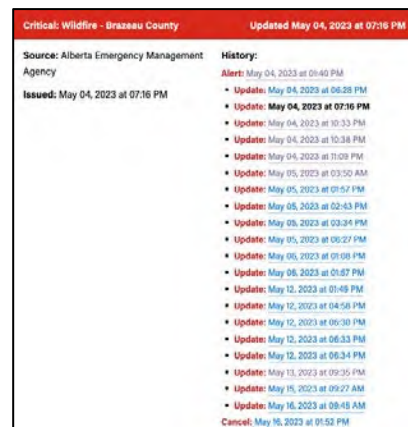 Critical: Wildfire - Brazeau County
Updated May 04, 2023 at 07:16 PM
Source: Alberta Emergency Management
Agency
Issued: May 04, 2023 at 07:16 PM
History:
Alert: May 04, 2023 at 01:40 PM
• Update: May 04, 2023 at 06:28 PM
• Update: May 04, 2023 at 07:16 PM
• Update: May 04, 2023 at 10:33 PM
• Update: May 04, 2023 at 10:38 PM
• Update: May 04, 2023 at 11:09 PM
• Update: May 05, 2023 at 03:50 AM
• Update: May 05, 2023 at 01:57 PM
• Update: May 05, 2023 at 02:43 PM
• Update: May 05, 2023 at 03:34 PM
• Update: May 05, 2023 at 06:27 PM
• Update: May 06, 2023 at 01:08 PM
• Update: May 06, 2023 at 01:57 PM
• Update: May 12, 2023 at 01:49 PM
• Update: May 12, 2023 at 04:58 PM
• Update: May 12, 2023 at 06:30 PM
• Update: May 12, 2023 at 06:33 PM
• Update: May 12, 2023 at 06:34 PM
• Update: May 13, 2023 at 09:35 PM
• Update: May 15, 2023 at 09:27 AM
• Update: May 16, 2023 at 09:48 AM
Cancel: May 16, 2023 at 01:52 PM